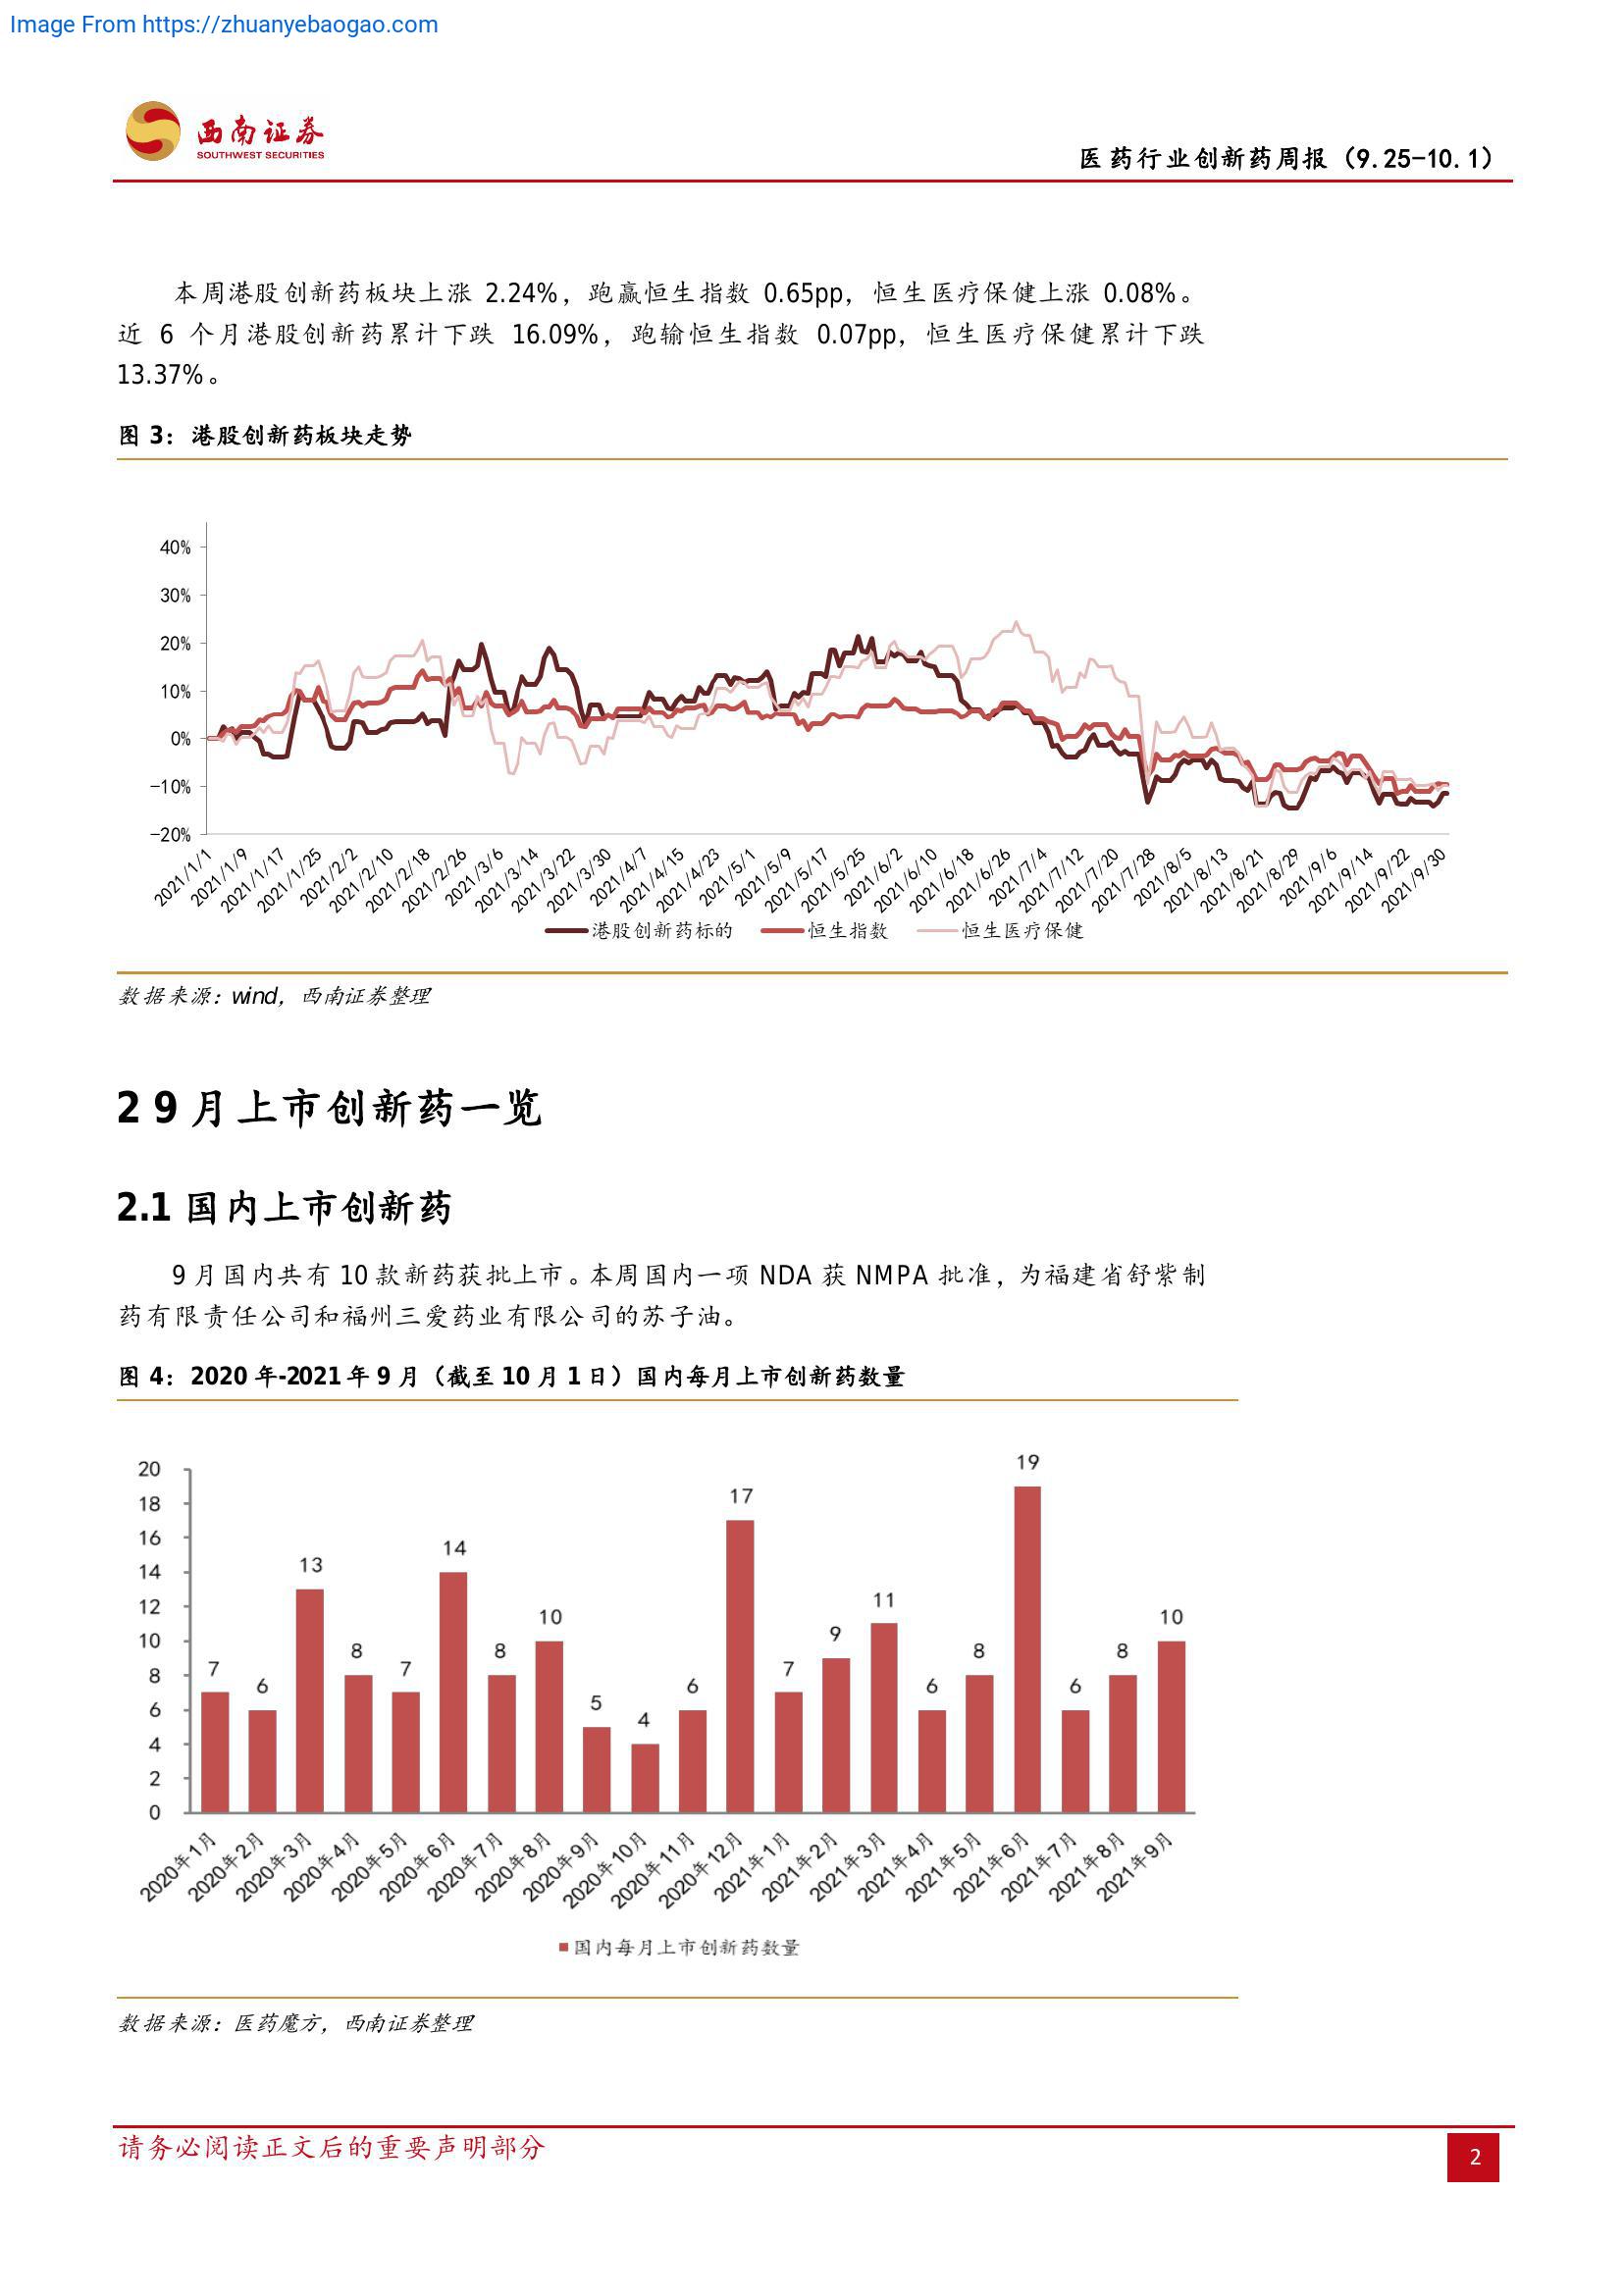 Image From https://zhuanyebaogao.com
西南证券
SOUTHWEST SECURITIES
医药行业创新药周报（9.25-10.1）
本周港股创新药板块上涨 2.24%，跑赢恒生指数 0.65pp，恒生医疗保健上涨 0.08%。
近 6 个月港股创新药累计下跌 16.09%，跑输恒生指数 0.07pp，恒生医疗保健累计下跌
13.37%。
图 3：港股创新药板块走势
40%
30%
20%
10%
0%
-10%
-20%
2021/1/1 2021/1/9 2021/1/17 2021/1/25 2021/2/2 2021/2/10 2021/2/18 2021/2/26 2021/3/6 2021/3/14 2021/3/22 2021/3/30 2021/4/7 2021/4/15 2021/4/23 2021/5/1 2021/5/9 2021/5/17 2021/5/25 2021/6/2 2021/6/10 2021/6/18 2021/6/26 2021/7/4 2021/7/12 2021/7/20 2021/7/28 2021/8/5 2021/8/13 2021/8/21 2021/8/29 2021/9/6 2021/9/14 2021/9/22 2021/9/30
港股创新药标的 恒生指数 恒生医疗保健
数据来源：wind，西南证券整理
2 9 月上市创新药一览
2.1 国内上市创新药
9 月国内共有 10 款新药获批上市。本周国内一项 NDA 获 NMPA 批准，为福建省舒紫制
药有限责任公司和福州三爱药业有限公司的苏子油。
图 4：2020 年-2021 年 9 月（截至 10 月 1 日）国内每月上市创新药数量
20
18
16
14
12
10
8
6
4
2
0
7 6 13 8 7 14 8 10 5 4 6 17 7 9 11 6 8 19 6 8 10
2020年1月 2020年2月 2020年3月 2020年4月 2020年5月 2020年6月 2020年7月 2020年8月 2020年9月 2020年10月 2020年11月 2020年12月 2021年1月 2021年2月 2021年3月 2021年4月 2021年5月 2021年6月 2021年7月 2021年8月 2021年9月
国内每月上市创新药数量
数据来源：医药魔方，西南证券整理
请务必阅读正文后的重要声明部分
2